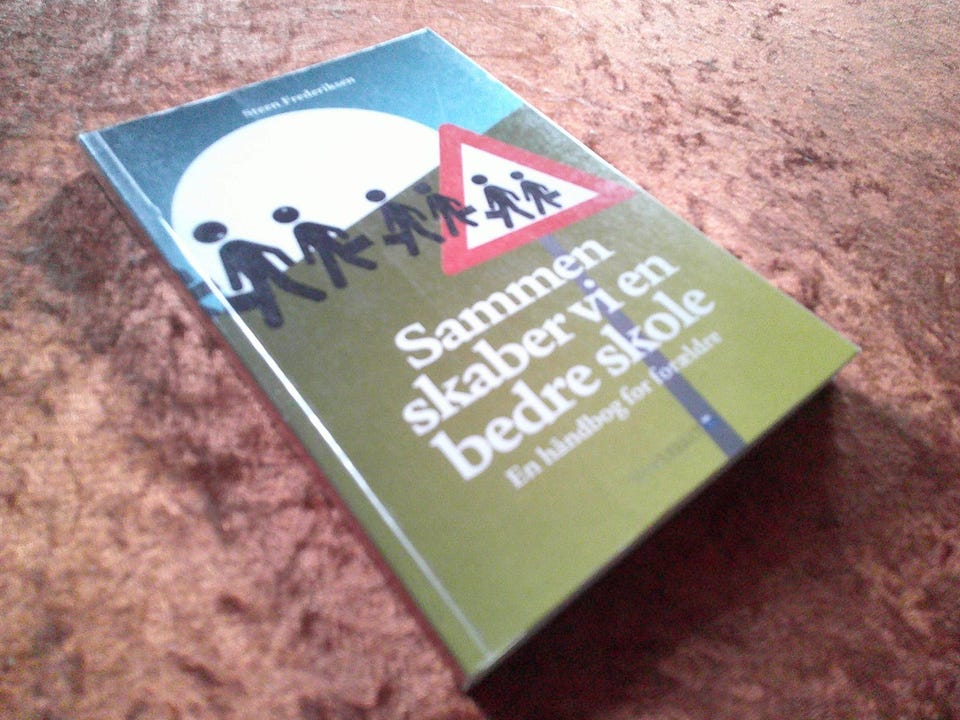 Steen Frederiksen
Sammen
skaber vi en
bedre skole
En håndbog for forældre